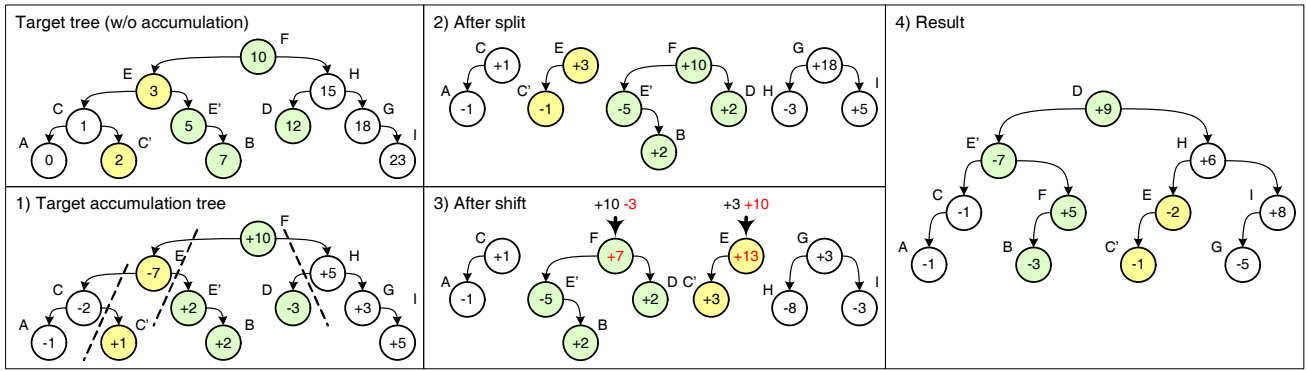 Target tree (w/o accumulation)
F
10
E
3
H
15
C
1
E'
5
D
12
G
18
A
0
C'
2
B
7
I
23
1) Target accumulation tree
F
+10
E
-7
H
+5
C
-2
E'
+2
D
-3
G
+3
I
A
-1
C'
+1
B
+2
+5
2) After split
C
+1
A
-1
E
+3
C'
-1
F
+10
E'
-5
D
+2
B
+2
G
+18
H
-3
I
+5
3) After shift
+10 -3
+3 +10
C
+1
A
-1
F
+7
E'
-5
D
+2
B
+2
E
+13
C'
+3
G
+3
H
-8
I
-3
4) Result
D
+9
E'
-7
H
+6
C
-1
F
+5
E
-2
I
+8
A
-1
B
-3
C'
-1
G
-5